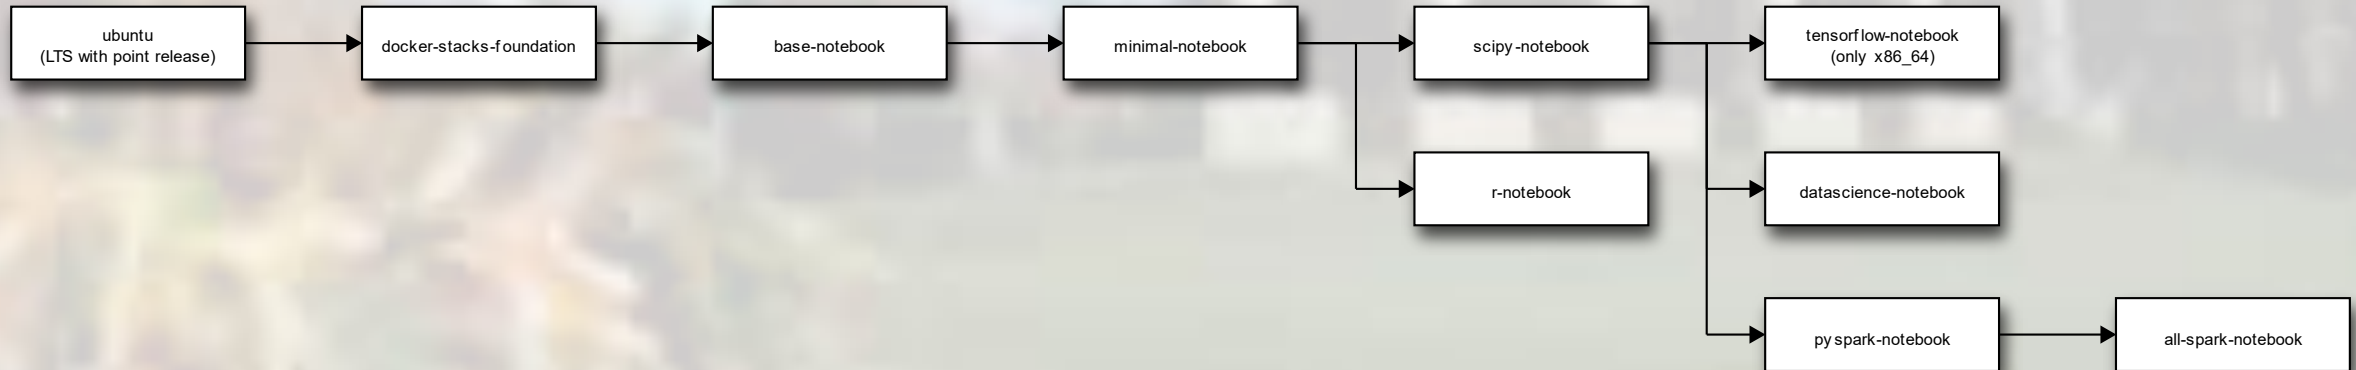 ubuntu
(LTS with point release)
docker-stacks-foundation
base-notebook
minimal-notebook
scipy-notebook
tensorflow-notebook
(only x86_64)
r-notebook
datascience-notebook
pyspark-notebook
all-spark-notebook